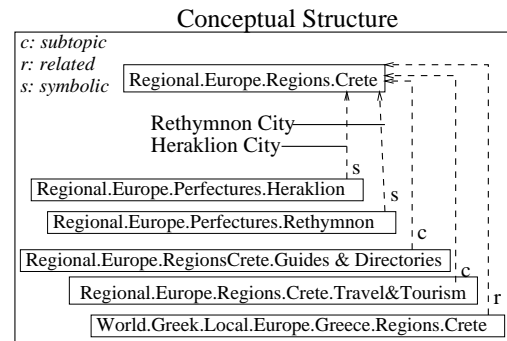 Conceptual Structure
c: subtopic
r: related
s: symbolic
Regional.Europe.Regions.Crete
Rethymnon City
Heraklion City
s
Regional.Europe.Perfectures.Heraklion
s
Regional.Europe.Perfectures.Rethymnon
c
Regional.Europe.RegionsCrete.Guides & Directories
c
Regional.Europe.Regions.Crete.Travel&Tourism
r
World.Greek.Local.Europe.Greece.Regions.Crete